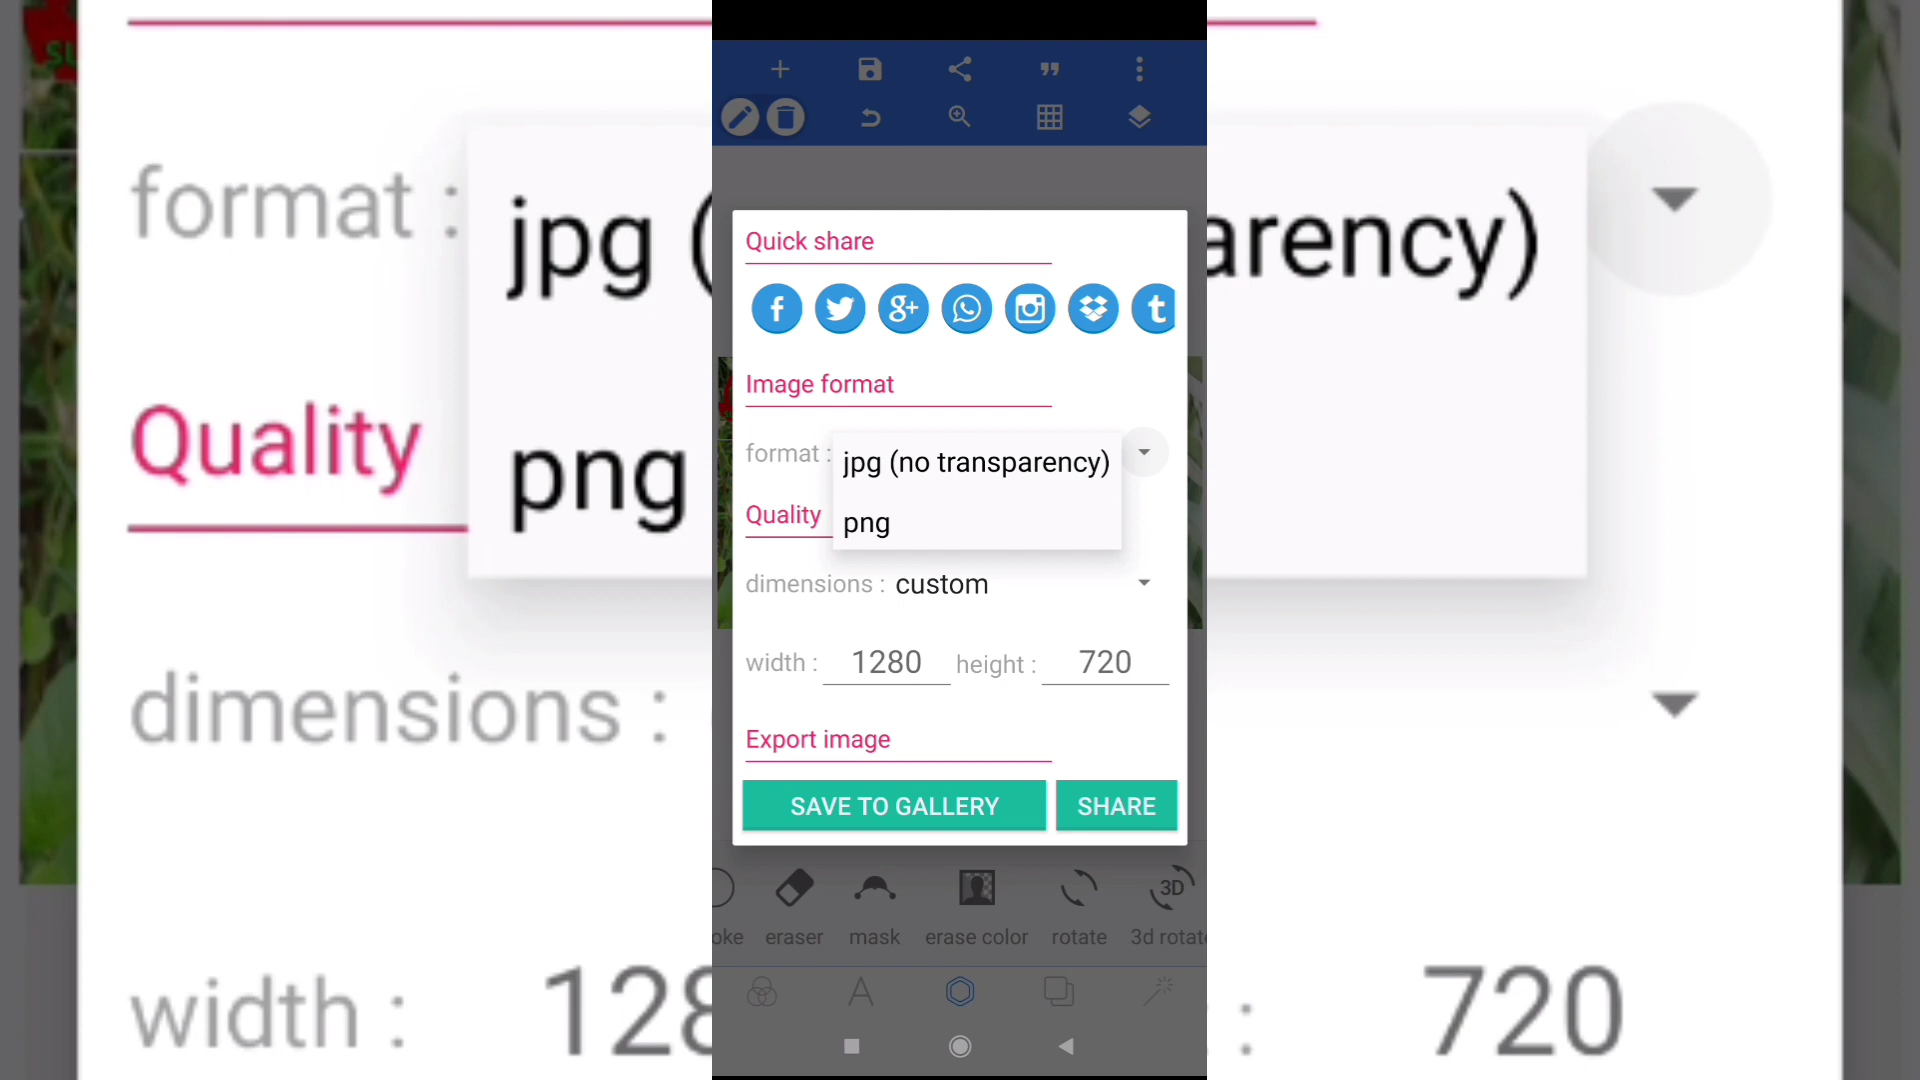 Quick share
Image format
format :
jpg (no transparency)
png
Quality
dimensions : custom
width : 1280 height : 720
Export image
SAVE TO GALLERY SHARE
eraser mask erase color rotate 3d rotate
3D
format :
jpg (
arency)
Quality
png
dimensions :
width :
128
:
720